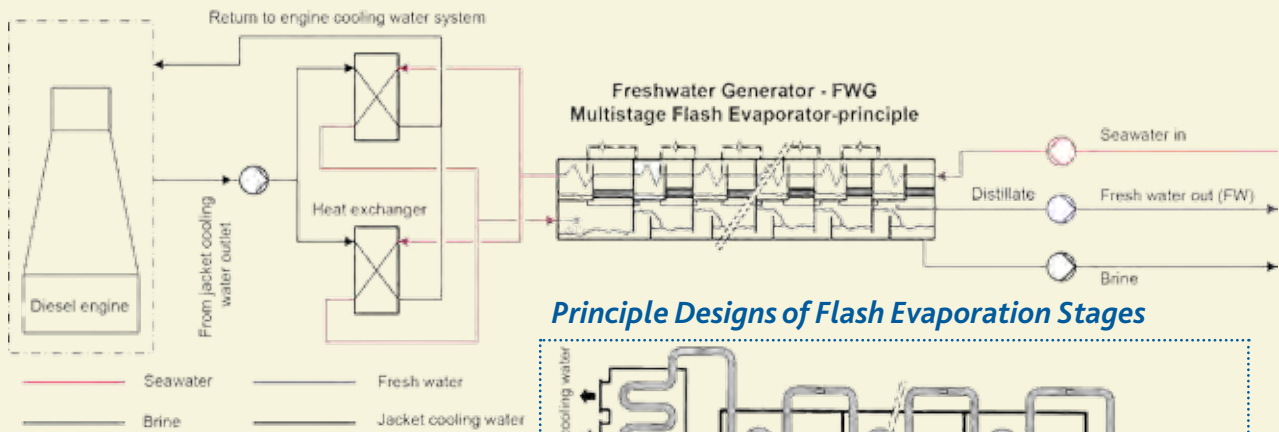 Return to engine cooling water system
Freshwater Generator - FWG
Multistage Flash Evaporator-principle
Seawater in
Distillate
Fresh water out (FW)
Heat exchanger
From jacket cooling
water outlet
Diesel engine
Brine
Principle Designs of Flash Evaporation Stages
Seawater
Fresh water
Brine
Jacket cooling water
cooling water